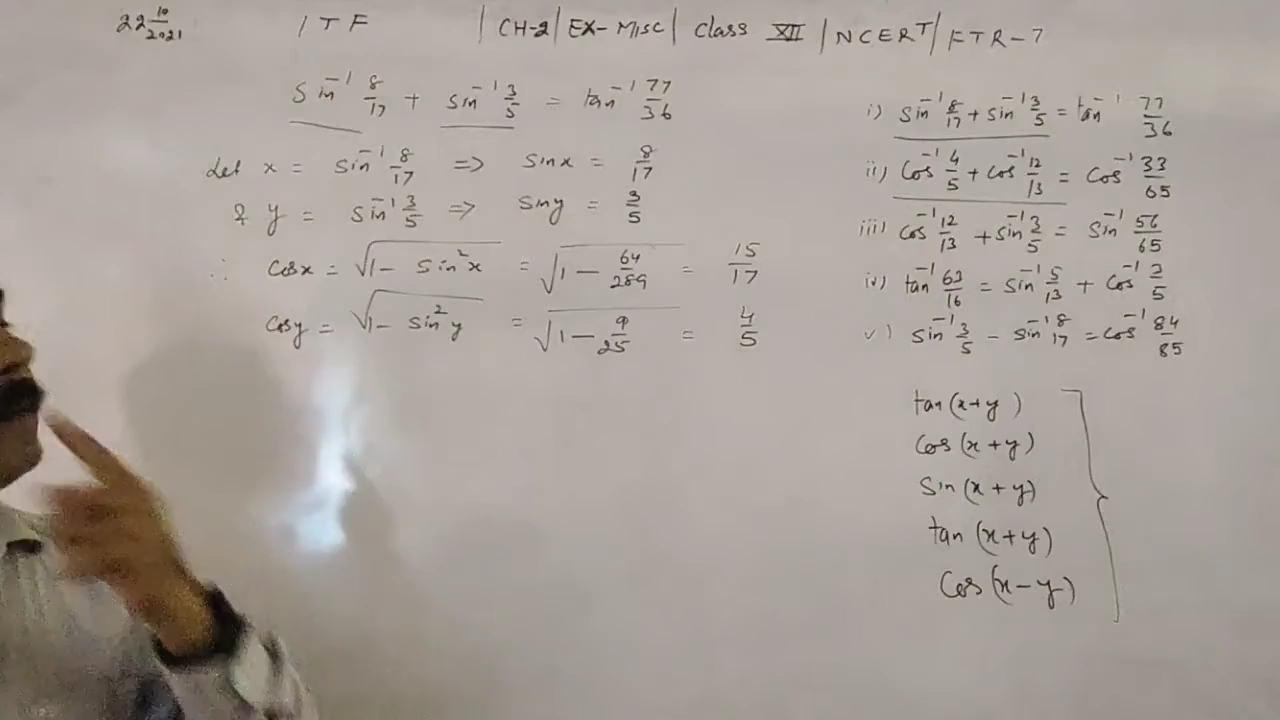 22 10/2021 ITF | CH-2 | EX-MISC | Class XII | NCERT | FTR-7
sin⁻¹ 8/17 + sin⁻¹ 3/5 = tan⁻¹ 77/36
Let x = sin⁻¹ 8/17 => sinx = 8/17
& y = sin⁻¹ 3/5 => siny = 3/5
∴ cosx = √(1 - sin²x) = √(1 - 64/289) = 15/17
cosy = √(1 - sin²y) = √(1 - 9/25) = 4/5
i) sin⁻¹ 8/17 + sin⁻¹ 3/5 = tan⁻¹ 77/36
ii) cos⁻¹ 4/5 + cos⁻¹ 12/13 = cos⁻¹ 33/65
iii) cos⁻¹ 12/13 + sin⁻¹ 3/5 = sin⁻¹ 56/65
iv) tan⁻¹ 63/16 = sin⁻¹ 5/13 + cos⁻¹ 3/5
v) sin⁻¹ 3/5 - sin⁻¹ 8/17 = cos⁻¹ 84/85
tan(x+y)
cos(x+y)
sin(x+y)
tan(x+y)
cos(x-y)